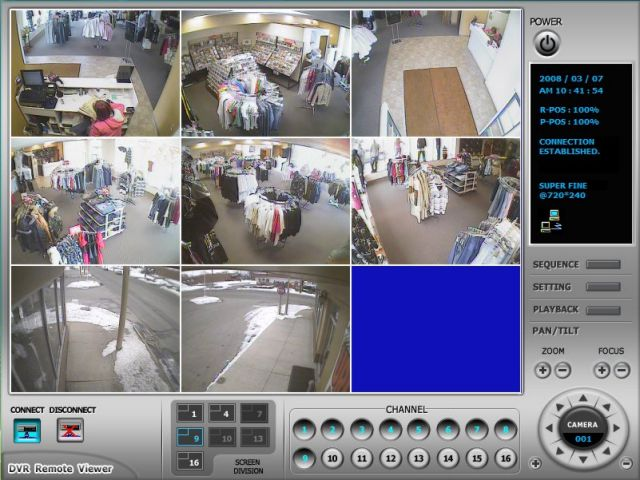 POWER
2008 / 03 / 07
AM 10 : 41 : 54
R-POS : 100%
P-POS : 100%
CONNECTION
ESTABLISHED.
SUPER FINE
@720*240
SEQUENCE
SETTING
PLAYBACK
PAN/TILT
ZOOM FOCUS
CONNECT DISCONNECT
1 4 7
9 10 13
16 SCREEN
DIVISION
CHANNEL
1 2 3 4 5 6 7 8
9 10 11 12 13 14 15 16
CAMERA
001
DVR Remote Viewer